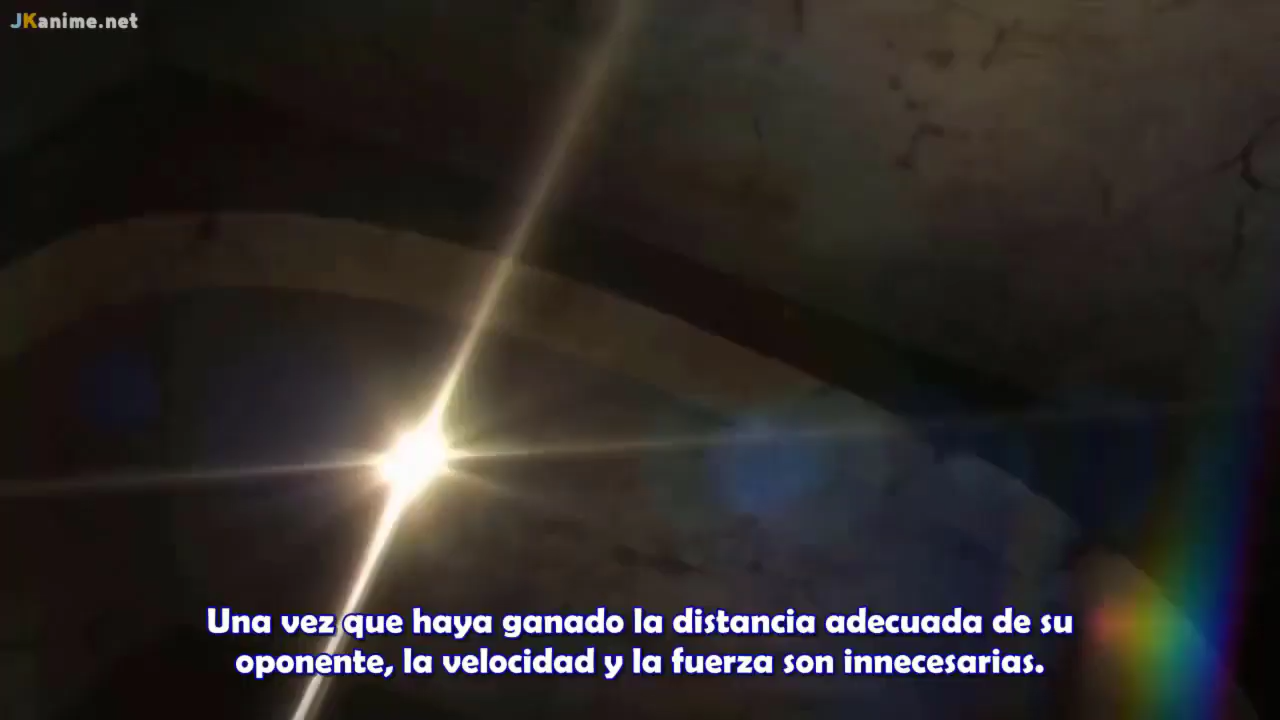 JKanime.net
Una vez que haya ganado la distancia adecuada de su
oponente, la velocidad y la fuerza son innecesarias.